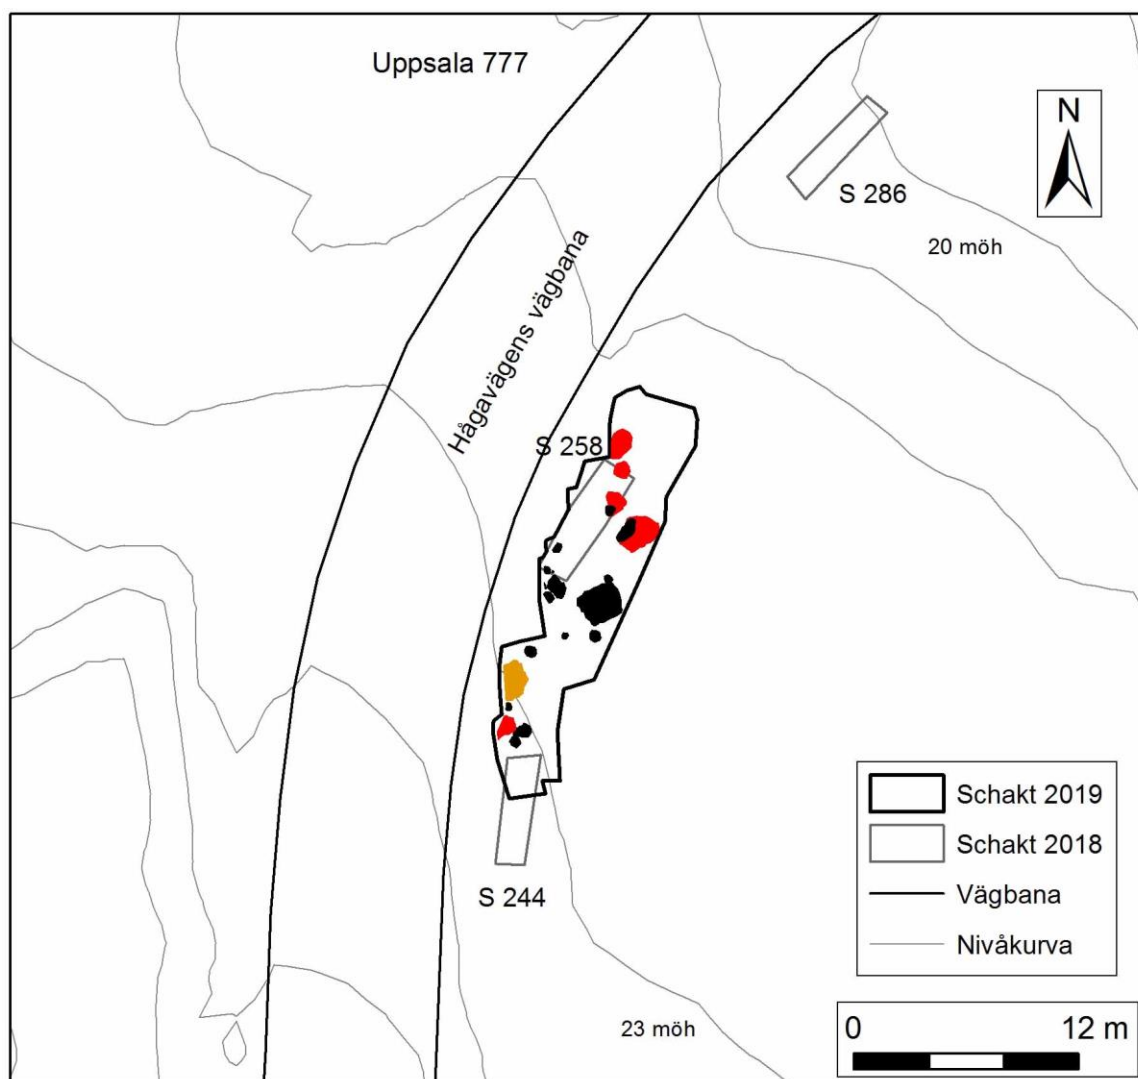 Uppsala 777
N
S 286
20 möh
Hågavägens vägbana
S 258
Schakt 2019
Schakt 2018
S 244
Vägbana
Nivåkurva
23 möh
0 12 m